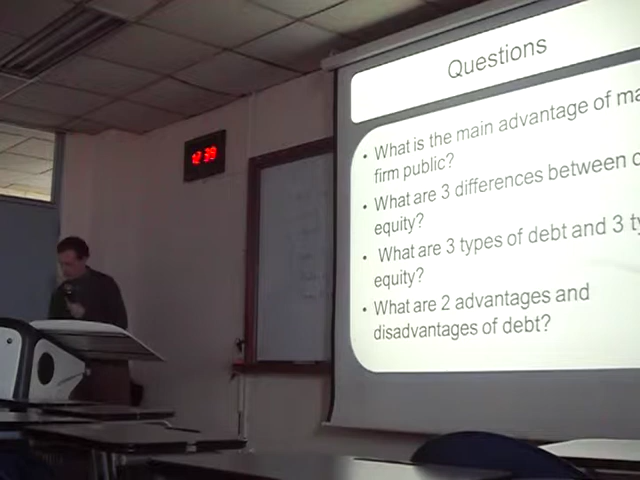 Questions
• What is the main advantage of ma
firm public?
• What are 3 differences between
equity?
• What are 3 types of debt and 3 ty
equity?
• What are 2 advantages and
disadvantages of debt?
12:39